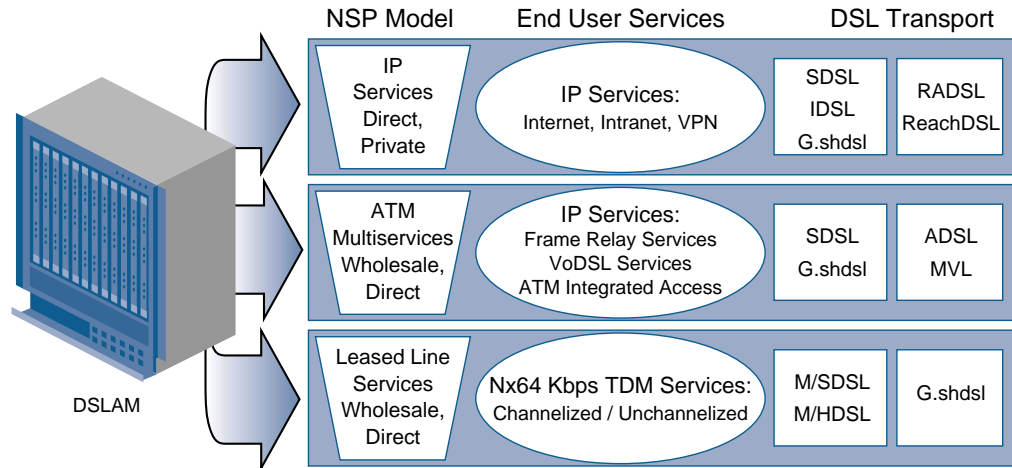 NSP Model
End User Services
DSL Transport
IP
Services
Direct,
Private
IP Services:
Internet, Intranet, VPN
SDSL
IDSL
G.shdsl
RADSL
ReachDSL
ATM
Multiservices
Wholesale,
Direct
IP Services:
Frame Relay Services
VoDSL Services
ATM Integrated Access
SDSL
G.shdsl
ADSL
MVL
Leased Line
Services
Wholesale,
Direct
Nx64 Kbps TDM Services:
Channelized / Unchannelized
M/SDSL
M/HDSL
G.shdsl
DSLAM